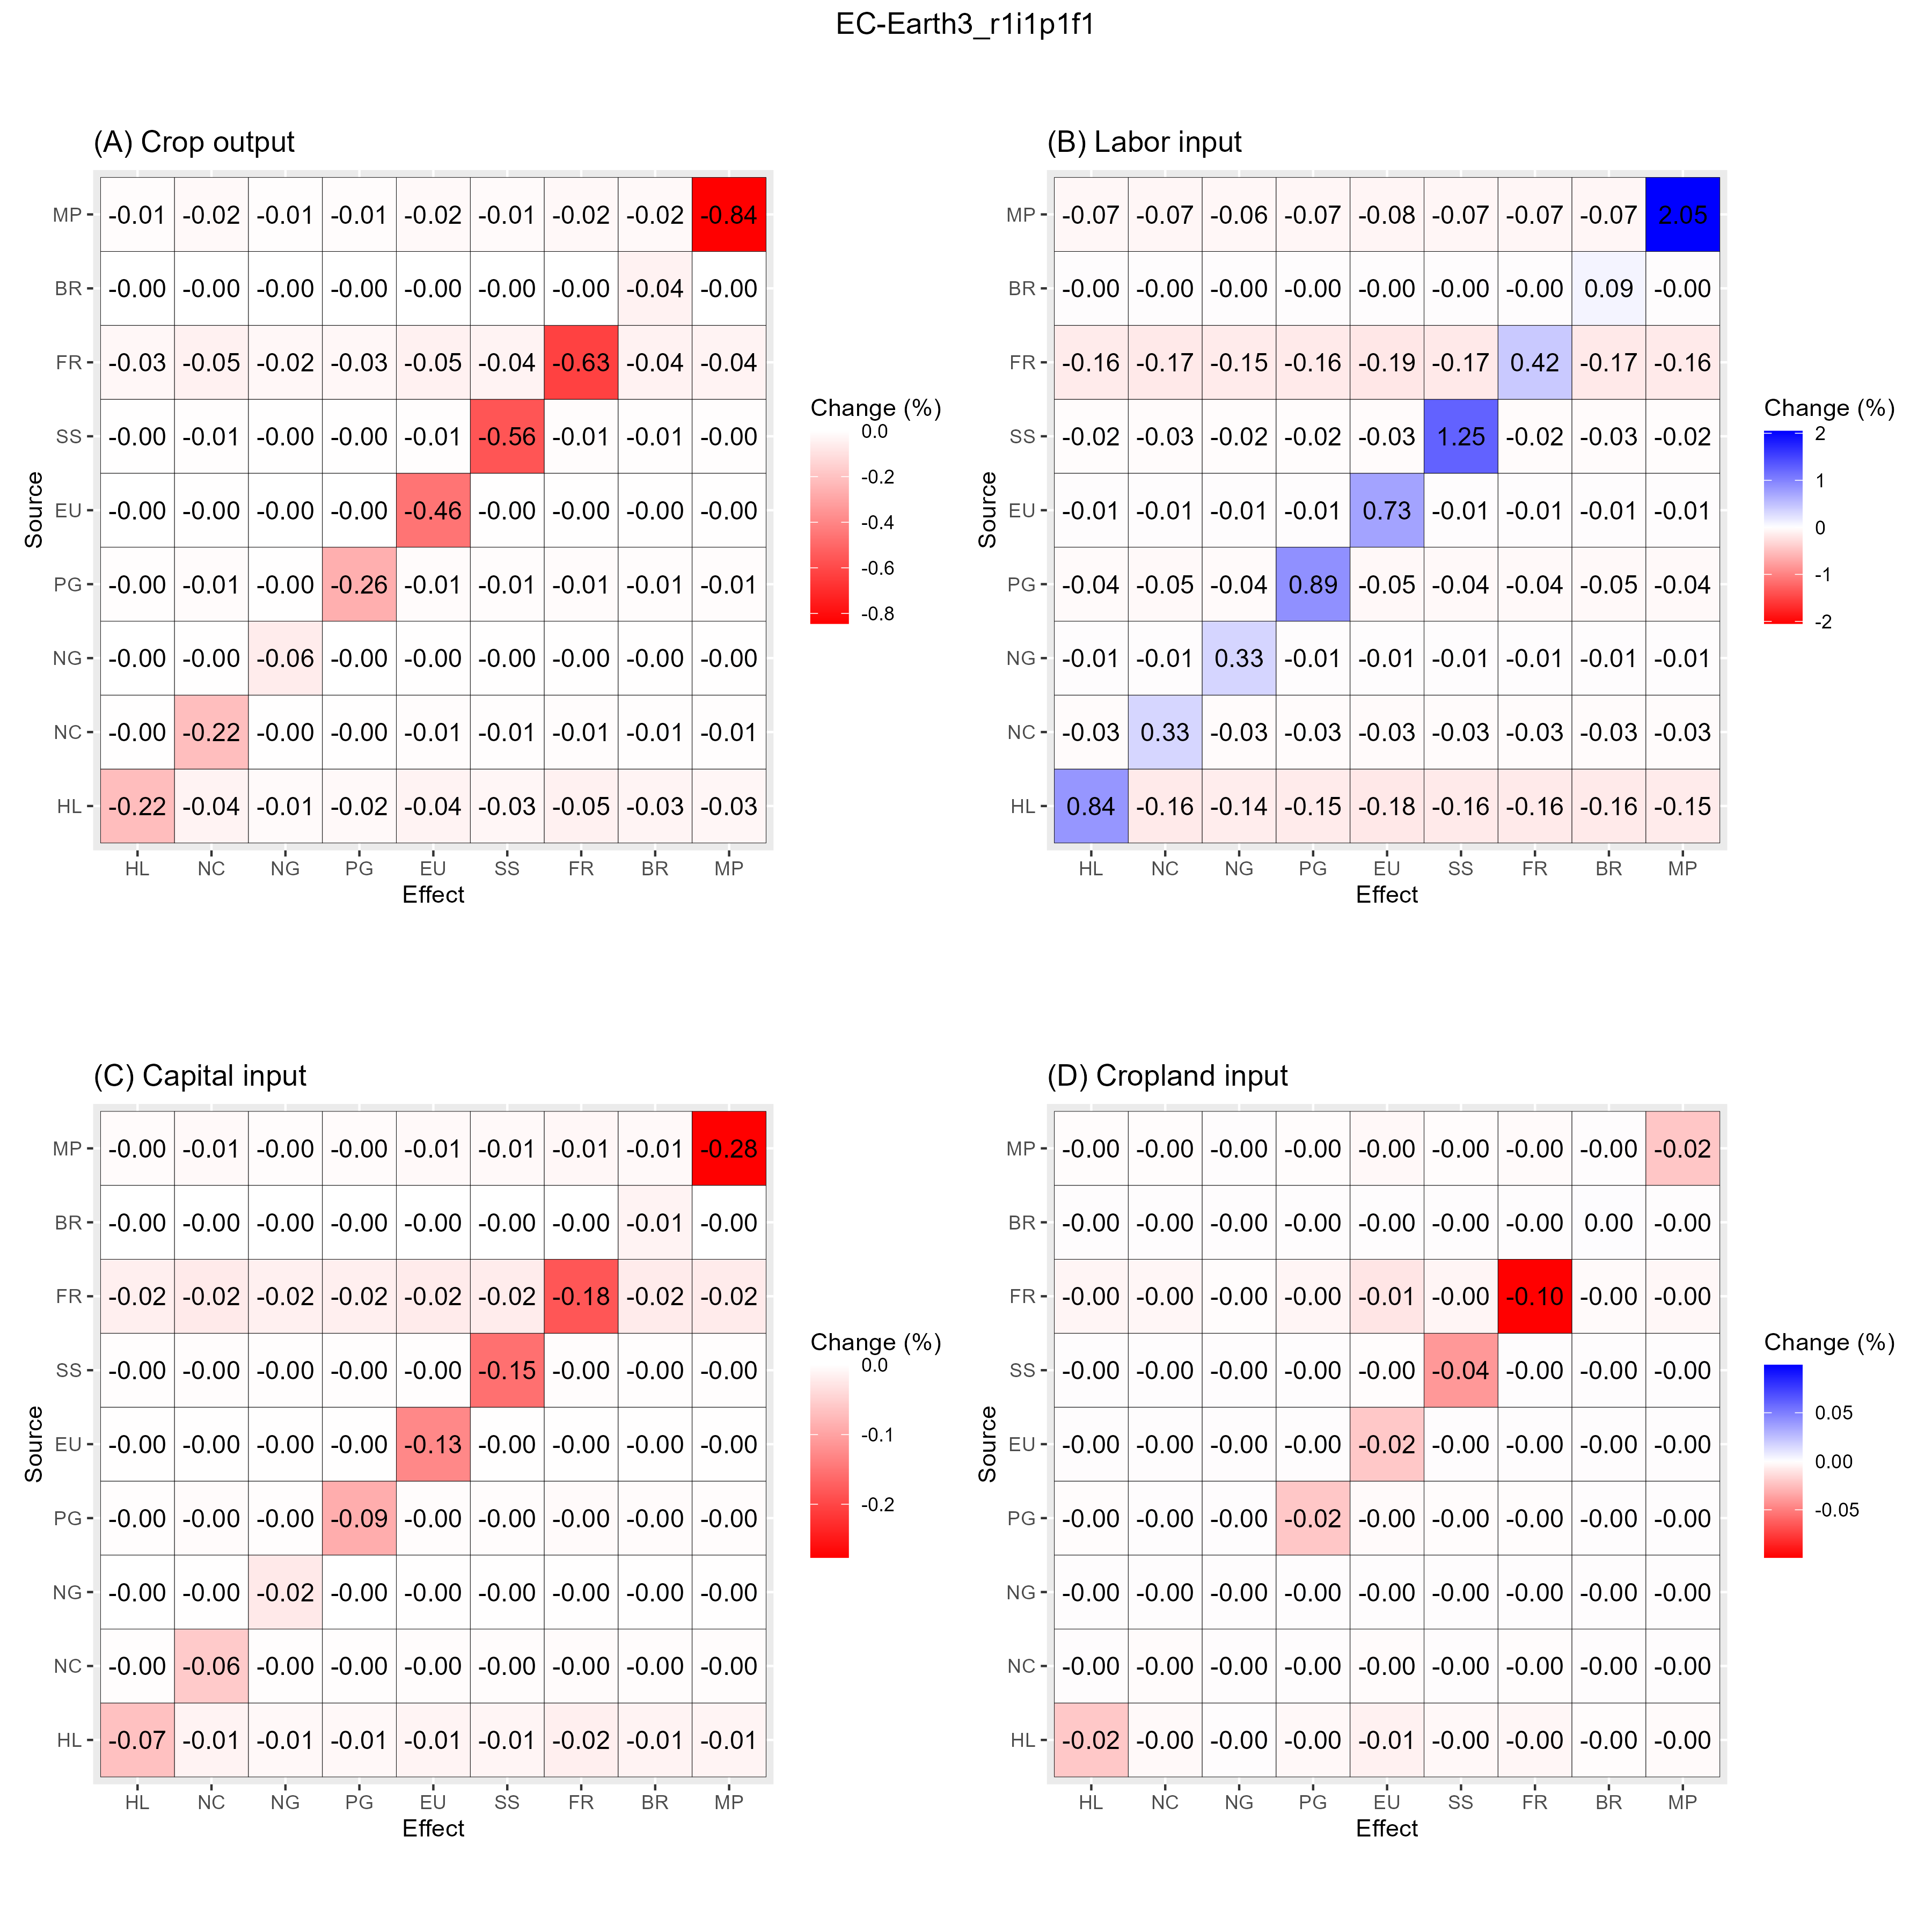 EC-Earth3_r1i1p1f1
(A) Crop output
Source
MP -0.01 -0.02 -0.01 -0.01 -0.02 -0.01 -0.02 -0.02 -0.84
BR -0.00 -0.00 -0.00 -0.00 -0.00 -0.00 -0.00 -0.04 -0.00
FR -0.03 -0.05 -0.02 -0.03 -0.05 -0.04 -0.63 -0.04 -0.04
SS -0.00 -0.01 -0.00 -0.00 -0.01 -0.56 -0.01 -0.01 -0.00
EU -0.00 -0.00 -0.00 -0.00 -0.46 -0.00 -0.00 -0.00 -0.00
PG -0.00 -0.01 -0.00 -0.26 -0.01 -0.01 -0.01 -0.01 -0.01
NG -0.00 -0.00 -0.06 -0.00 -0.00 -0.00 -0.00 -0.00 -0.00
NC -0.00 -0.22 -0.00 -0.00 -0.01 -0.01 -0.01 -0.01 -0.01
HL -0.22 -0.04 -0.01 -0.02 -0.04 -0.03 -0.05 -0.03 -0.03
HL NC NG PG EU SS FR BR MP
Effect
Change (%)
0.0
-0.2
-0.4
-0.6
-0.8
(B) Labor input
Source
MP -0.07 -0.07 -0.06 -0.07 -0.08 -0.07 -0.07 -0.07 2.05
BR -0.00 -0.00 -0.00 -0.00 -0.00 -0.00 -0.00 0.09 -0.00
FR -0.16 -0.17 -0.15 -0.16 -0.19 -0.17 0.42 -0.17 -0.16
SS -0.02 -0.03 -0.02 -0.02 -0.03 1.25 -0.02 -0.03 -0.02
EU -0.01 -0.01 -0.01 -0.01 0.73 -0.01 -0.01 -0.01 -0.01
PG -0.04 -0.05 -0.04 0.89 -0.05 -0.04 -0.04 -0.05 -0.04
NG -0.01 -0.01 0.33 -0.01 -0.01 -0.01 -0.01 -0.01 -0.01
NC -0.03 0.33 -0.03 -0.03 -0.03 -0.03 -0.03 -0.03 -0.03
HL 0.84 -0.16 -0.14 -0.15 -0.18 -0.16 -0.16 -0.16 -0.15
HL NC NG PG EU SS FR BR MP
Effect
Change (%)
2
1
0
-1
-2
(C) Capital input
Source
MP -0.00 -0.01 -0.00 -0.00 -0.01 -0.01 -0.01 -0.01 -0.28
BR -0.00 -0.00 -0.00 -0.00 -0.00 -0.00 -0.00 -0.01 -0.00
FR -0.02 -0.02 -0.02 -0.02 -0.02 -0.02 -0.18 -0.02 -0.02
SS -0.00 -0.00 -0.00 -0.00 -0.00 -0.15 -0.00 -0.00 -0.00
EU -0.00 -0.00 -0.00 -0.00 -0.13 -0.00 -0.00 -0.00 -0.00
PG -0.00 -0.00 -0.00 -0.09 -0.00 -0.00 -0.00 -0.00 -0.00
NG -0.00 -0.00 -0.02 -0.00 -0.00 -0.00 -0.00 -0.00 -0.00
NC -0.00 -0.06 -0.00 -0.00 -0.00 -0.00 -0.00 -0.00 -0.00
HL -0.07 -0.01 -0.01 -0.01 -0.01 -0.01 -0.02 -0.01 -0.01
HL NC NG PG EU SS FR BR MP
Effect
Change (%)
0.0
-0.1
-0.2
(D) Cropland input
Source
MP -0.00 -0.00 -0.00 -0.00 -0.00 -0.00 -0.00 -0.00 -0.02
BR -0.00 -0.00 -0.00 -0.00 -0.00 -0.00 -0.00 0.00 -0.00
FR -0.00 -0.00 -0.00 -0.00 -0.01 -0.00 -0.10 -0.00 -0.00
SS -0.00 -0.00 -0.00 -0.00 -0.00 -0.04 -0.00 -0.00 -0.00
EU -0.00 -0.00 -0.00 -0.00 -0.02 -0.00 -0.00 -0.00 -0.00
PG -0.00 -0.00 -0.00 -0.02 -0.00 -0.00 -0.00 -0.00 -0.00
NG -0.00 -0.00 -0.00 -0.00 -0.00 -0.00 -0.00 -0.00 -0.00
NC -0.00 -0.00 -0.00 -0.00 -0.00 -0.00 -0.00 -0.00 -0.00
HL -0.02 -0.00 -0.00 -0.00 -0.01 -0.00 -0.00 -0.00 -0.00
HL NC NG PG EU SS FR BR MP
Effect
Change (%)
0.05
0.00
-0.05